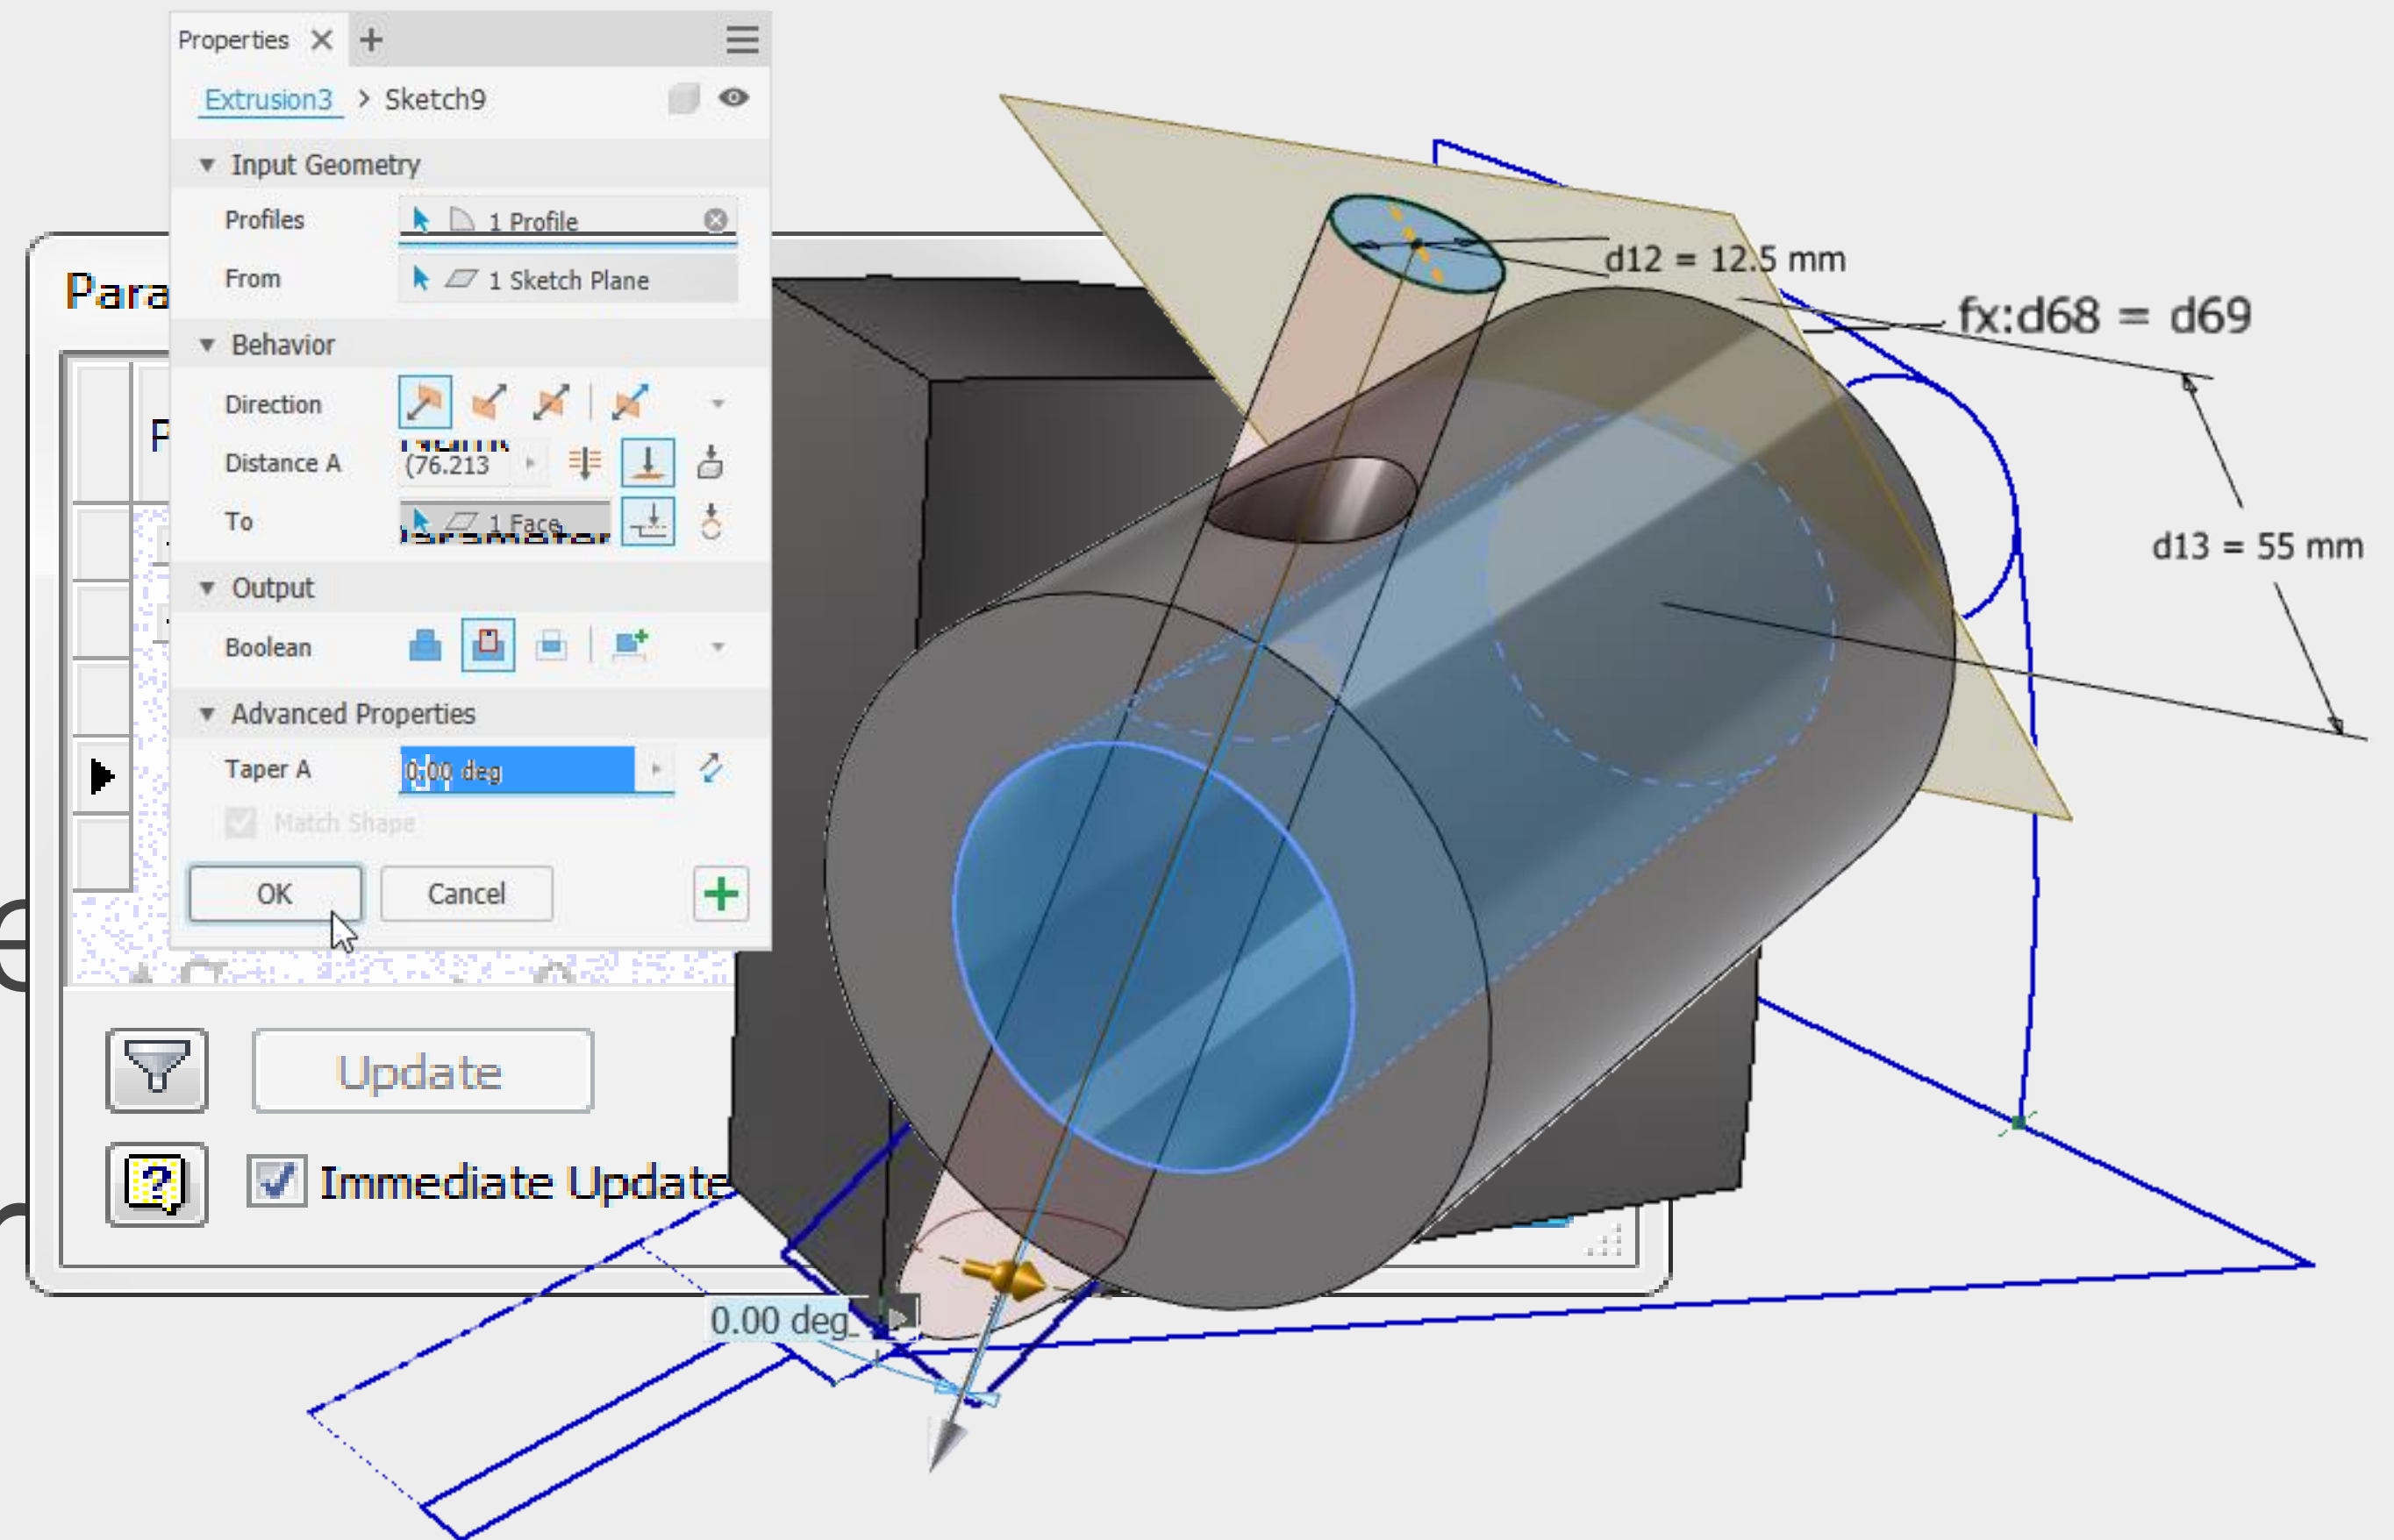 Properties
Extrusion3 > Sketch9
Input Geometry
Profiles 1 Profile
From 1 Sketch Plane
Behavior
Direction
Distance A (76.213
To 1 Face
Output
Boolean
Advanced Properties
Taper A 0.00 deg
Match Shape
OK Cancel
Para
P
Update
Immediate Update
d12 = 12.5 mm
fx:d68 = d69
d13 = 55 mm
0.00 deg